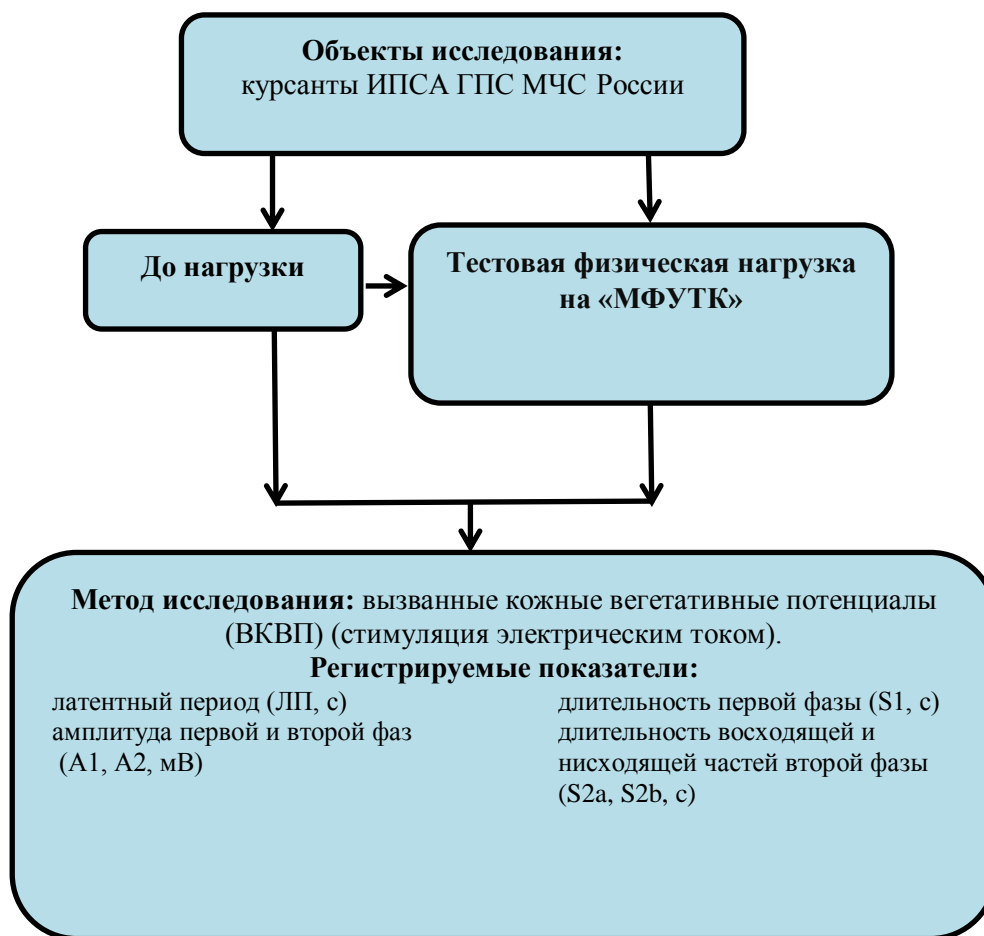 Объекты исследования:
курсанты ИПСА ГПС МЧС России
До нагрузки
Тестовая физическая нагрузка
на «МФУТК»
Метод исследования: вызванные кожные вегетативные потенциалы
(ВКВП) (стимуляция электрическим током).
Регистрируемые показатели:
латентный период (ЛП, с)
амплитуда первой и второй фаз
(А1, А2, мВ)
длительность первой фазы (S1, с)
длительность восходящей и
нисходящей частей второй фазы
(S2a, S2b, с)